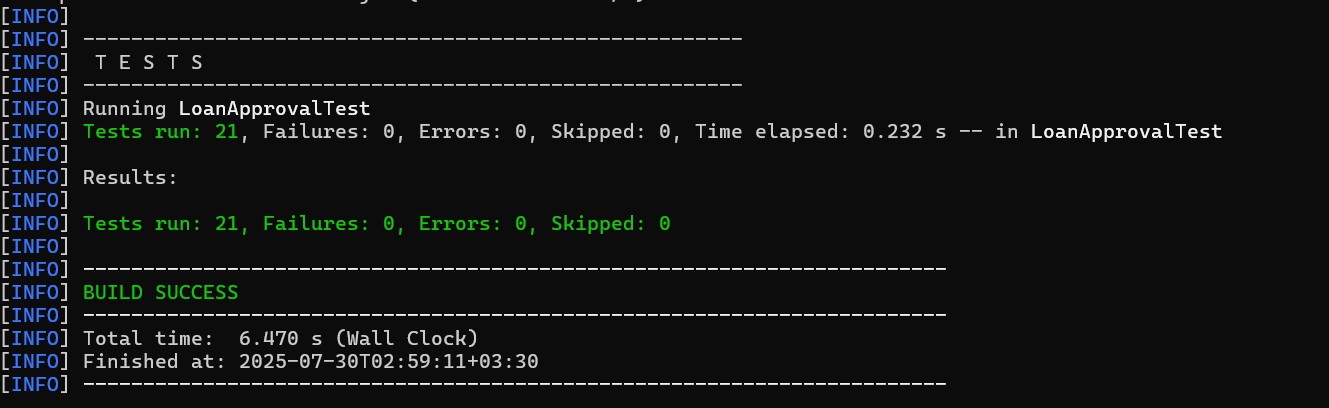 [INFO]
[INFO] -------------------------------------------------------
[INFO]  T E S T S
[INFO] -------------------------------------------------------
[INFO] Running LoanApprovalTest
[INFO] Tests run: 21, Failures: 0, Errors: 0, Skipped: 0, Time elapsed: 0.232 s -- in LoanApprovalTest
[INFO]
[INFO] Results:
[INFO]
[INFO] Tests run: 21, Failures: 0, Errors: 0, Skipped: 0
[INFO]
[INFO] ------------------------------------------------------------------------
[INFO] BUILD SUCCESS
[INFO] ------------------------------------------------------------------------
[INFO] Total time:  6.470 s (Wall Clock)
[INFO] Finished at: 2025-07-30T02:59:11+03:30
[INFO] ------------------------------------------------------------------------